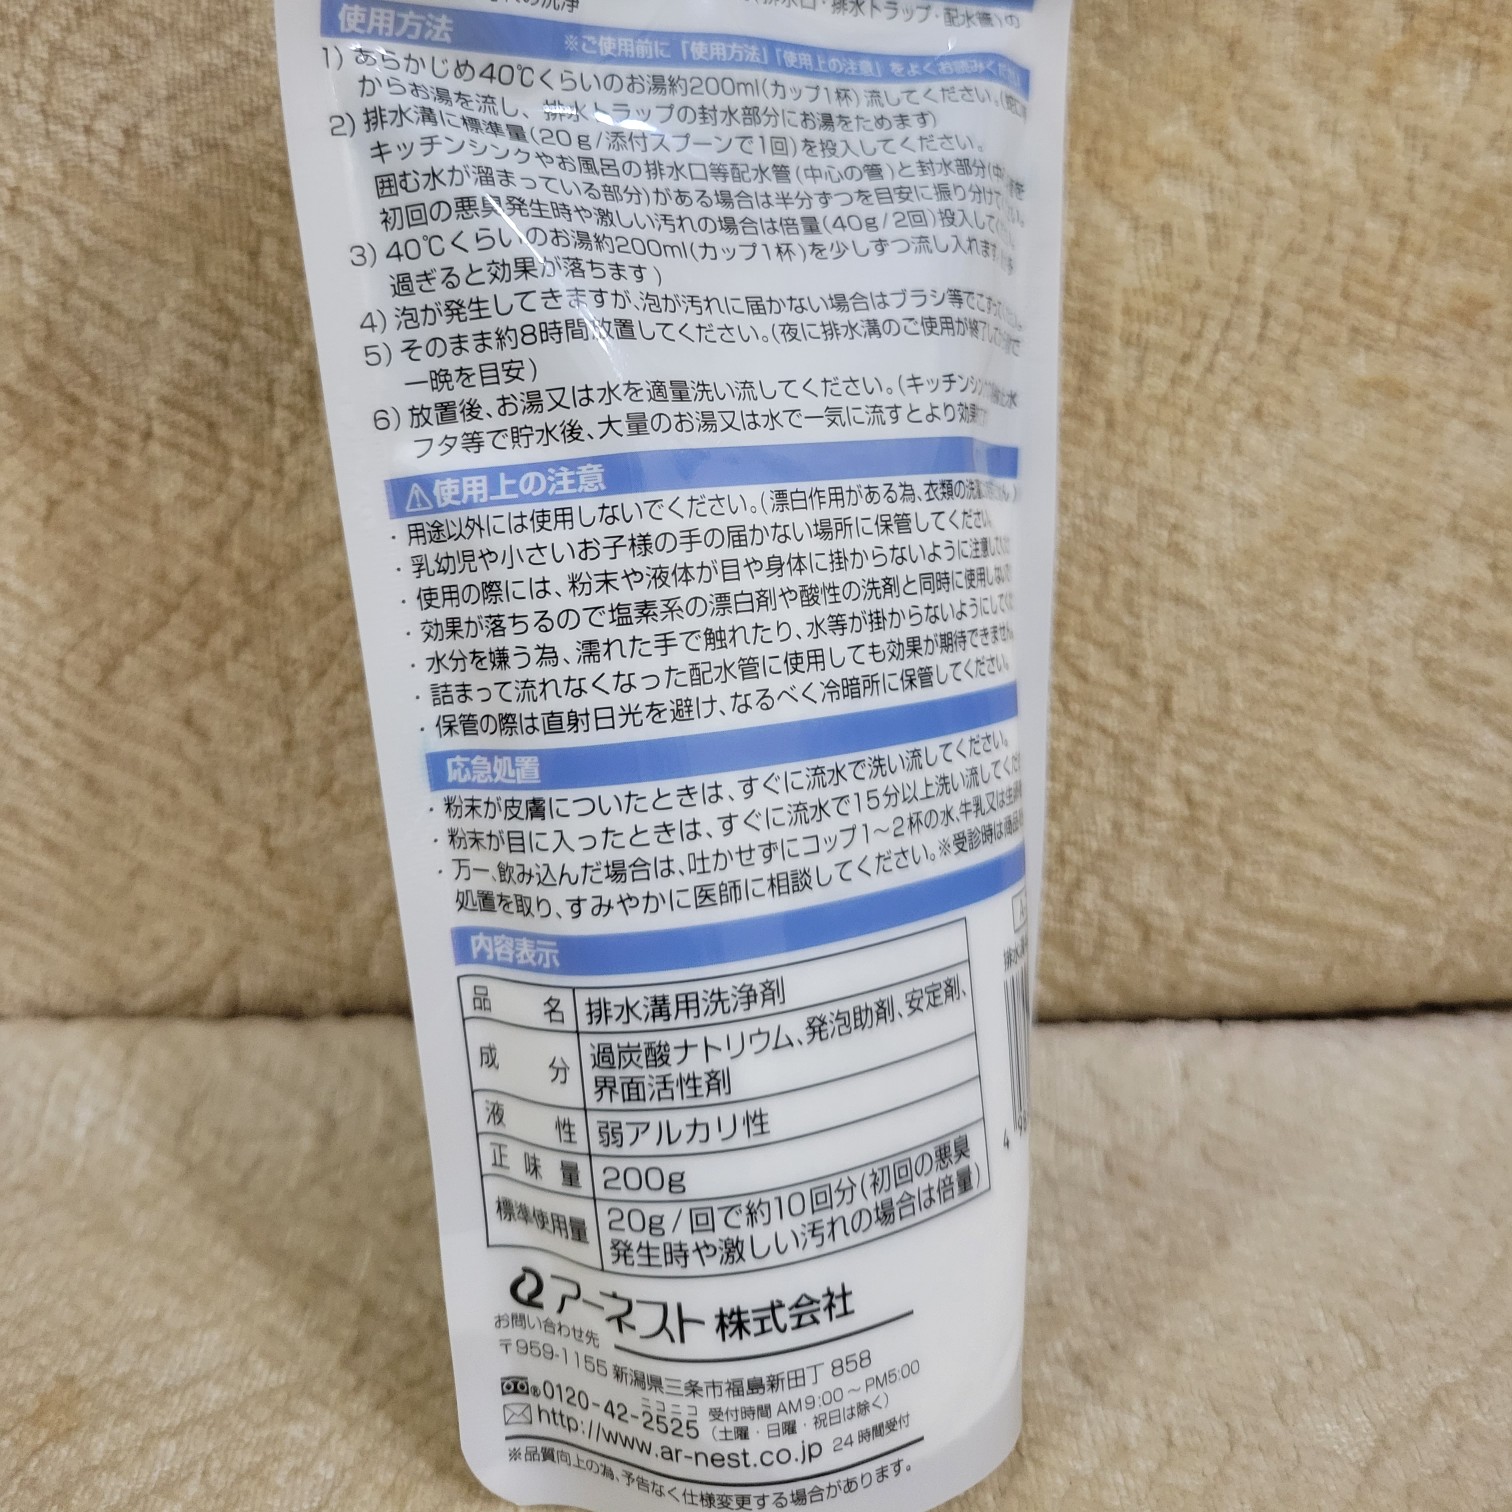 排水口・排水トラップ・配水管)の
使用方法
※ご使用前に「使用方法」「使用上の注意」をよくお読みく
1) あらかじめ40℃くらいのお湯約200ml(カップ1杯)流してください。
からお湯を流し、排水トラップの封水部分にお湯をためます)
2) 排水溝に標準量(20g/添付スプーンで1回)を投入してください。
キッチンシンクやお風呂の排水口等配水管(中心の管)と封水部分(中
囲む水が溜まっている部分)がある場合は半分ずつを目安に振り分けて
初回の悪臭発生時や激しい汚れの場合は倍量(40g/2回)投入して
3) 40℃くらいのお湯約200ml(カップ1杯)を少しずつ流し入れます
過ぎると効果が落ちます)
4) 泡が発生してきますが、泡が汚れに届かない場合はブラシ等でこすって
5) そのまま約8時間放置してください。(夜に排水溝のご使用が終了し
一晩を目安)
6) 放置後、お湯又は水を適量洗い流してください。(キッチンシン
フタ等で貯水後、大量のお湯又は水で一気に流すとより効果
⚠使用上の注意
・用途以外には使用しないでください。(漂白作用がある為、衣類の洗
・乳幼児や小さいお子様の手の届かない場所に保管してください
・使用の際には、粉末や液体が目や身体に掛からないように注意して
・効果が落ちるので塩素系の漂白剤や酸性の洗剤と同時に使用しない
・水分を嫌う為、濡れた手で触れたり、水等が掛からないようにして
・詰まって流れなくなった配水管に使用しても効果が期待できません
・保管の際は直射日光を避け、なるべく冷暗所に保管してください。
応急処置
・粉末が皮膚についたときは、すぐに流水で洗い流してください。
・粉末が目に入ったときは、すぐに流水で15分以上洗い流してくだ
・万一、飲み込んだ場合は、吐かせずにコップ1〜2杯の水、牛乳又は生
処置を取り、すみやかに医師に相談してください。※受診時は商品
内容表示
品名 排水溝用洗浄剤
成分 過炭酸ナトリウム、発泡助剤、安定剤、
界面活性剤
液性 弱アルカリ性
正味量 200g
標準使用量 20g/回で約10回分(初回の悪臭
発生時や激しい汚れの場合は倍量)
アーネスト株式会社
お問い合わせ先
〒959-1155 新潟県三条市福島新田丁858
ニコニコ
0120-42-2525 受付時間 AM9:00〜PM5:00
(土曜・日曜・祝日は除く)
http://www.ar-nest.co.jp 24時間受付
※品質向上の為、予告なく仕様変更する場合があります。
排水
4